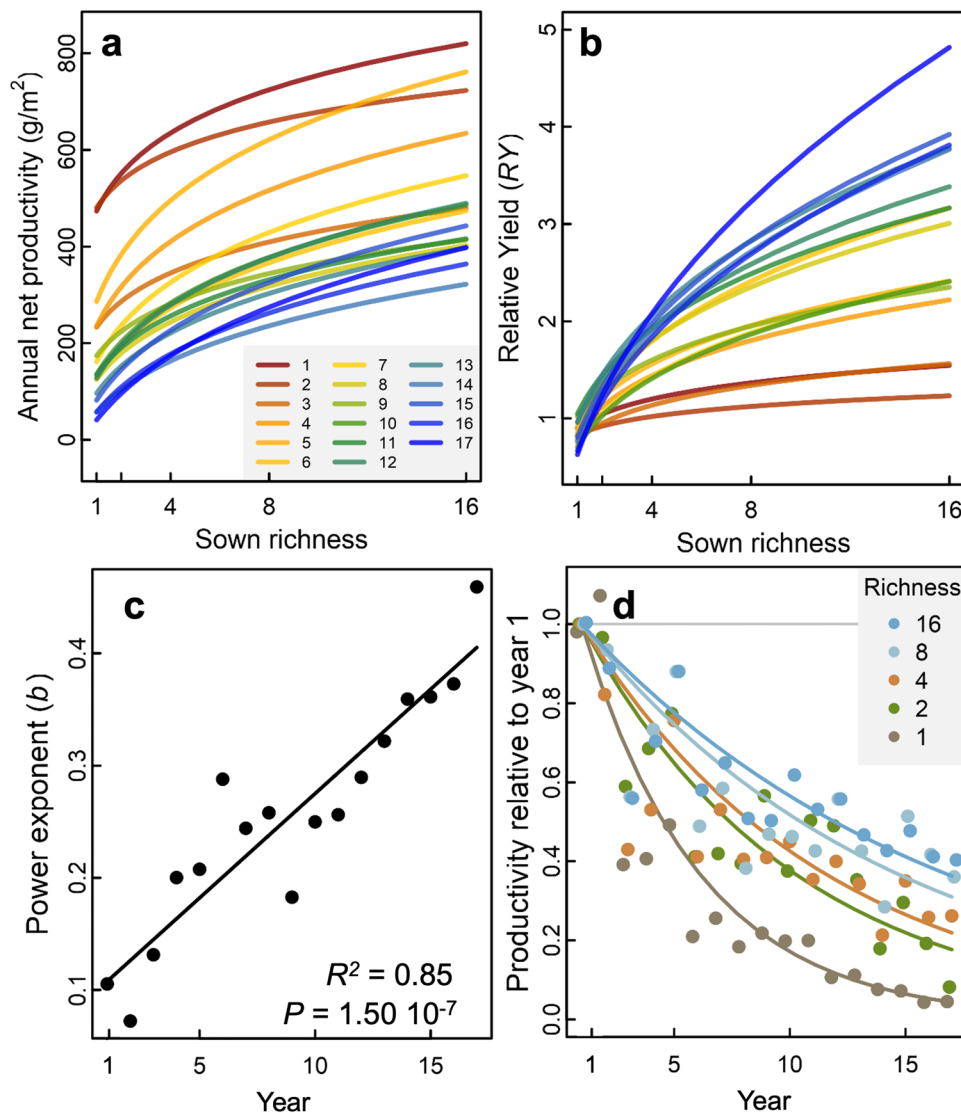 a
Annual net productivity (g/m²)
800
600
400
200
0
1 7 13
2 8 14
3 9 15
4 10 16
5 11 17
6 12
1 4 8 16
Sown richness
b
Relative Yield (RY)
5
4
3
2
1
1 4 8 16
Sown richness
c
Power exponent (b)
0.4
0.3
0.2
0.1
R² = 0.85
P = 1.50 10⁻⁷
1 5 10 15
Year
d
Productivity relative to year 1
1.0
0.8
0.6
0.4
0.2
0.0
Richness
16
8
4
2
1
1 5 10 15
Year